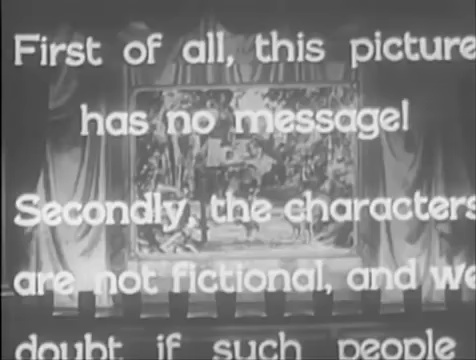 First of all, this picture
has no message!
Secondly, the characters
are not fictional, and we
doubt if such people